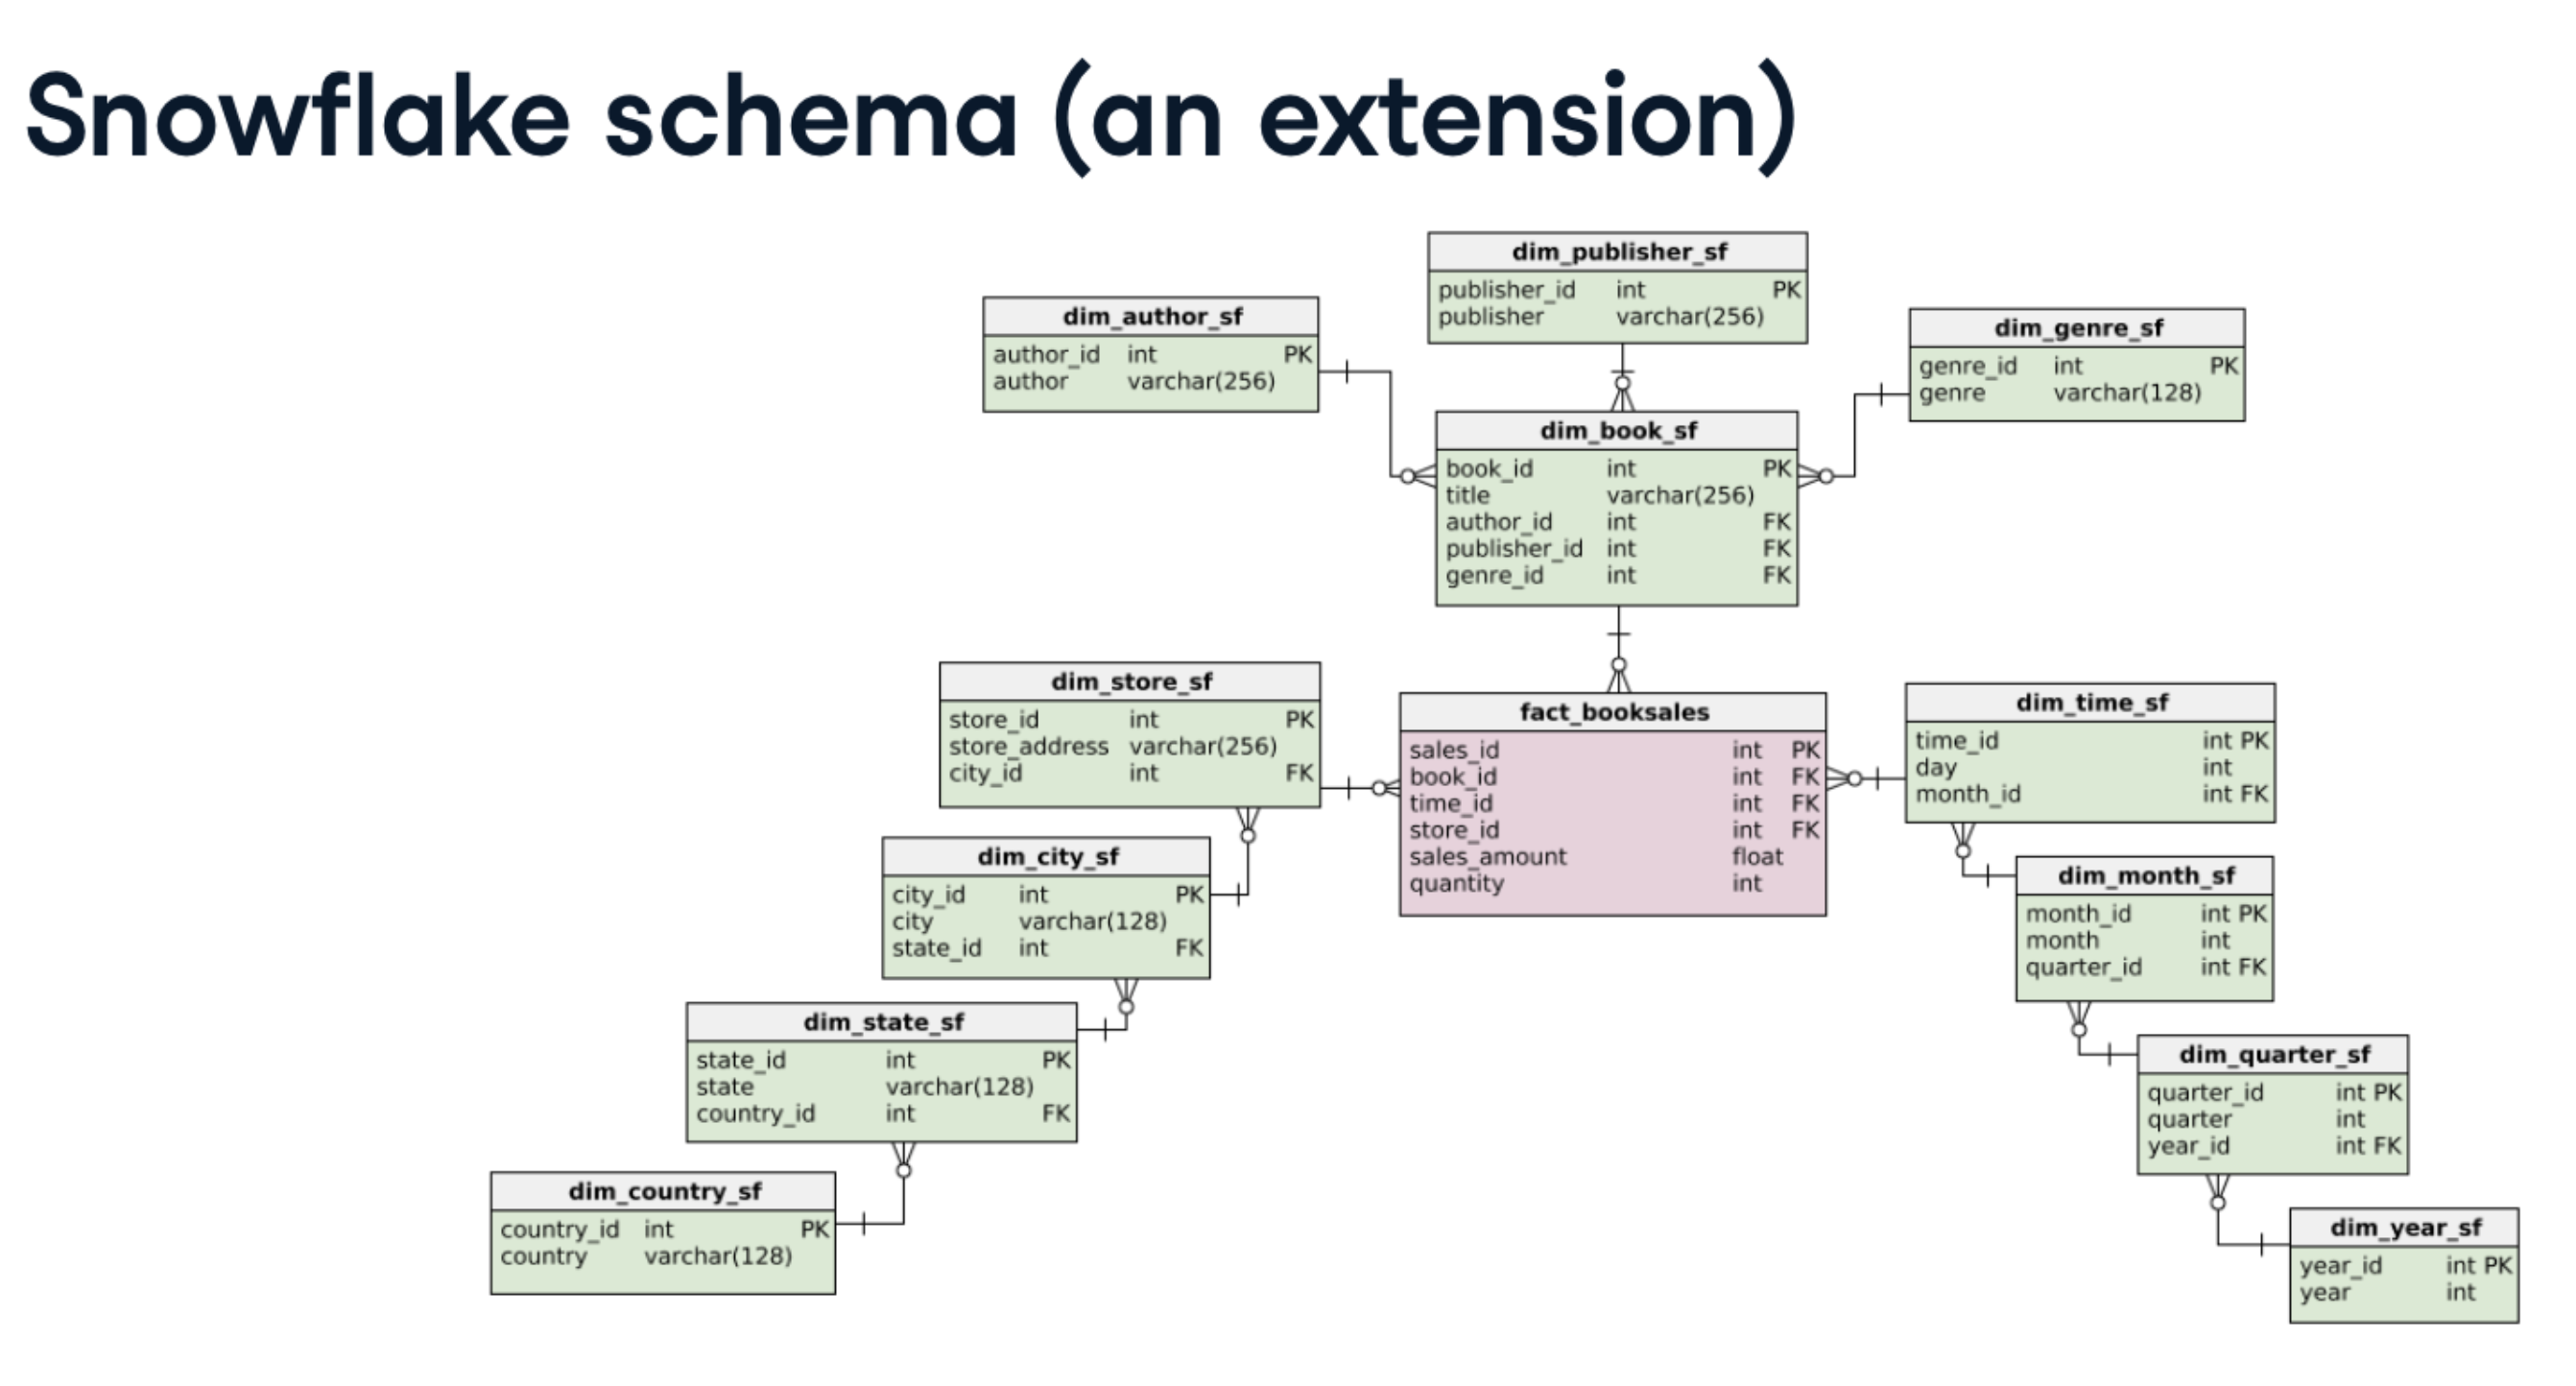 Snowflake schema (an extension)
dim_publisher_sf
publisher_id int PK
publisher varchar(256)
dim_author_sf
author_id int PK
author varchar(256)
dim_genre_sf
genre_id int PK
genre varchar(128)
dim_book_sf
book_id int PK
title varchar(256)
author_id int FK
publisher_id int FK
genre_id int FK
dim_store_sf
store_id int PK
store_address varchar(256)
city_id int FK
fact_booksales
sales_id int PK
book_id int FK
time_id int FK
store_id int FK
sales_amount float
quantity int
dim_time_sf
time_id int PK
day int
month_id int FK
dim_city_sf
city_id int PK
city varchar(128)
state_id int FK
dim_month_sf
month_id int PK
month int
quarter_id int FK
dim_state_sf
state_id int PK
state varchar(128)
country_id int FK
dim_quarter_sf
quarter_id int PK
quarter int
year_id int FK
dim_country_sf
country_id int PK
country varchar(128)
dim_year_sf
year_id int PK
year int